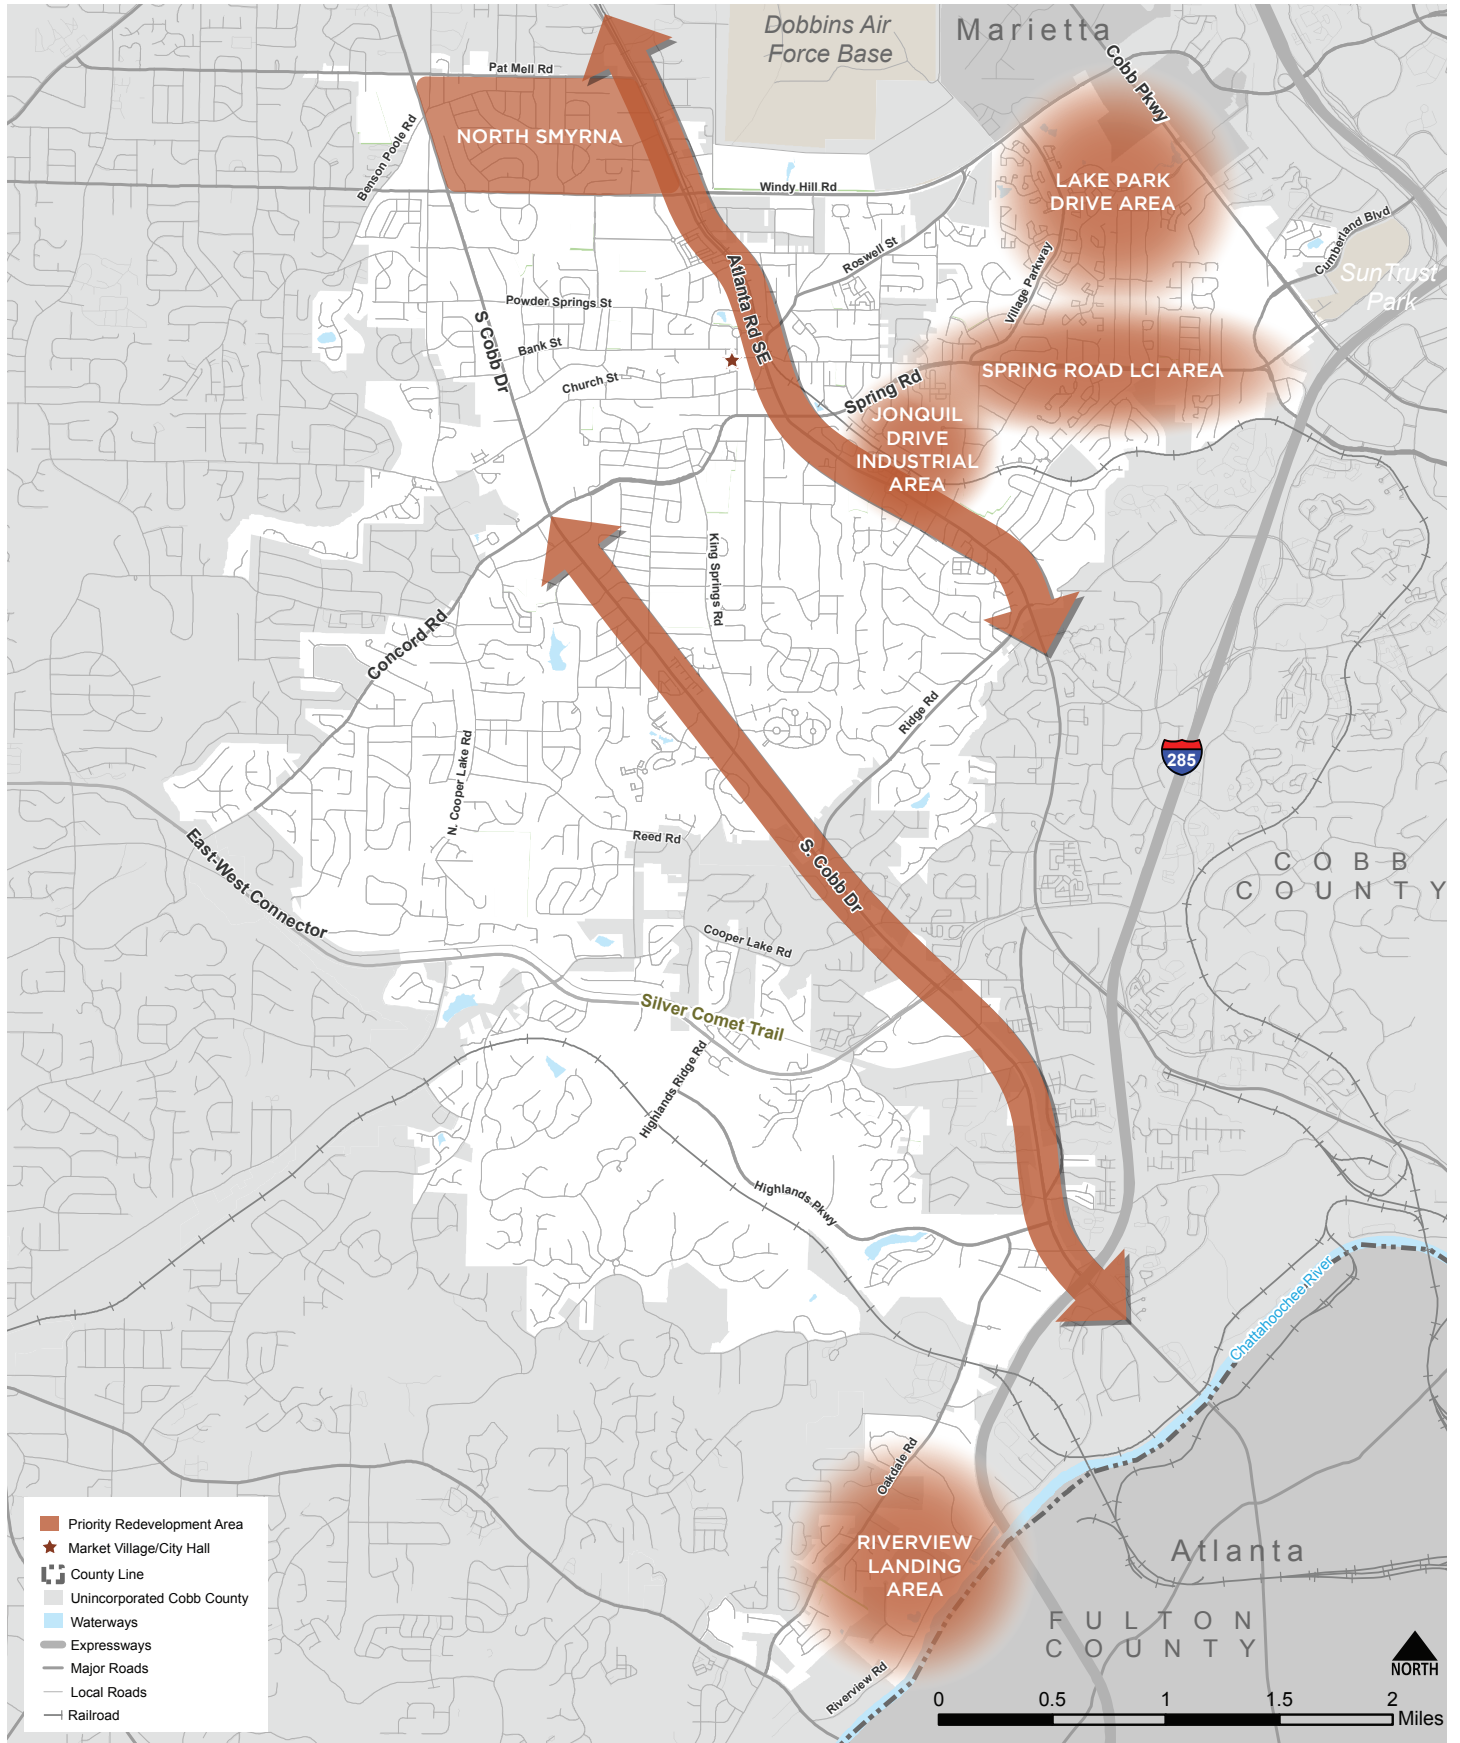 Dobbins Air
Force Base
Marietta
Cobb Pkwy
Pat Mell Rd
NORTH SMYRNA
Benson Poole Rd
Windy Hill Rd
LAKE PARK
DRIVE AREA
Cumberland Blvd
SunTrust
Park
Roswell St
Village Parkway
Atlanta Rd SE
Powder Springs St
S Cobb Dr
Bank St
Church St
Spring Rd
SPRING ROAD LCI AREA
JONQUIL
DRIVE
INDUSTRIAL
AREA
King Springs Rd
Concord Rd
Ridge Rd
N. Cooper Lake Rd
285
Reed Rd
S. Cobb Dr
COBB
COUNTY
East-West Connector
Cooper Lake Rd
Silver Comet Trail
Highlands Ridge Rd
Highlands Pkwy
Chattahoochee River
Oakdale Rd
RIVERVIEW
LANDING
AREA
Atlanta
FULTON
COUNTY
Riverview Rd
NORTH
0 0.5 1 1.5 2
Miles
Priority Redevelopment Area
Market Village/City Hall
County Line
Unincorporated Cobb County
Waterways
Expressways
Major Roads
Local Roads
Railroad